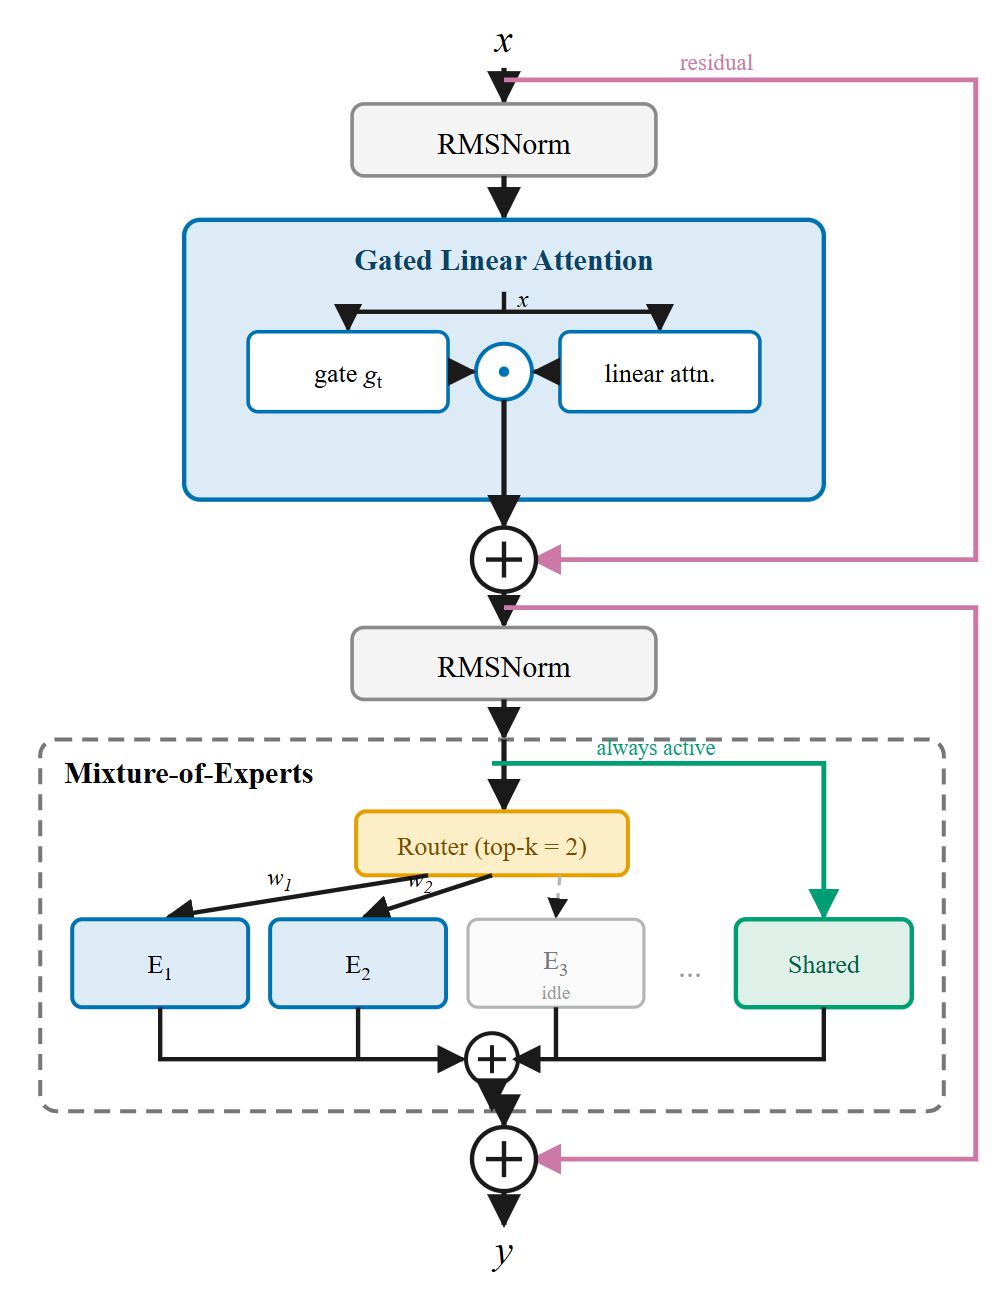 x
residual
RMSNorm
Gated Linear Attention
x
gate gt
linear attn.
RMSNorm
always active
Mixture-of-Experts
Router (top-k = 2)
w1
w2
E1
E2
E3
idle
...
Shared
y